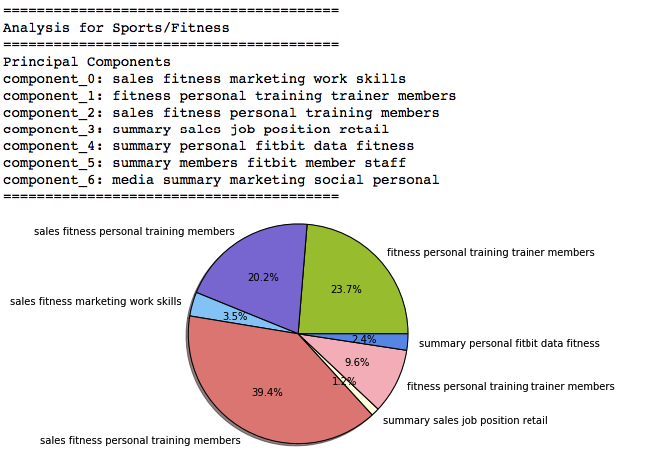 ========================================
Analysis for Sports/Fitness
========================================
Principal Components
component_0: sales fitness marketing work skills
component_1: fitness personal training trainer members
component_2: sales fitness personal training members
component_3: summary sales job position retail
component_4: summary personal fitbit data fitness
component_5: summary members fitbit member staff
component_6: media summary marketing social personal
========================================
sales fitness personal training members
fitness personal training trainer members
20.2%
23.7%
sales fitness marketing work skills
3.5%
2.4%
summary personal fitbit data fitness
9.6%
1.2%
fitness personal training trainer members
39.4%
summary sales job position retail
sales fitness personal training members